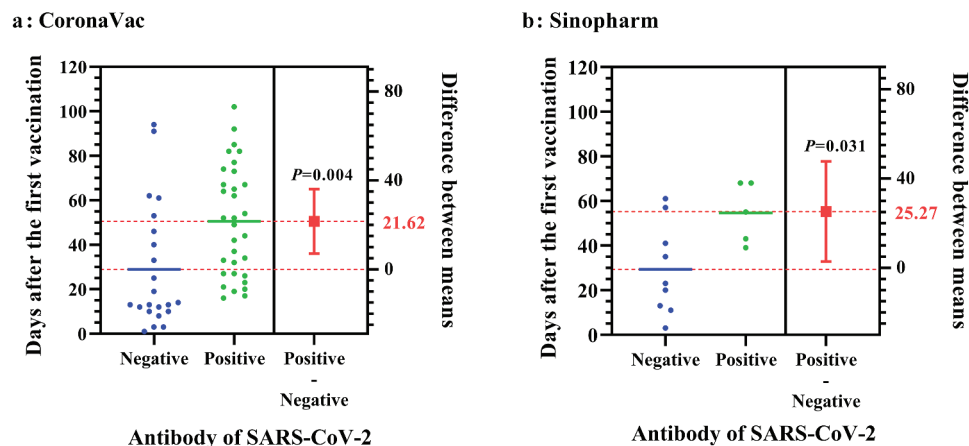 a: CoronaVac
Days after the first vaccination
120
100
80
60
40
20
0
Negative
Positive
Positive
-
Negative
P=0.004
80
40
0
21.62
Difference between means
Antibody of SARS-CoV-2
b: Sinopharm
Days after the first vaccination
120
100
80
60
40
20
0
Negative
Positive
Positive
-
Negative
P=0.031
80
40
0
25.27
Difference between means
Antibody of SARS-CoV-2